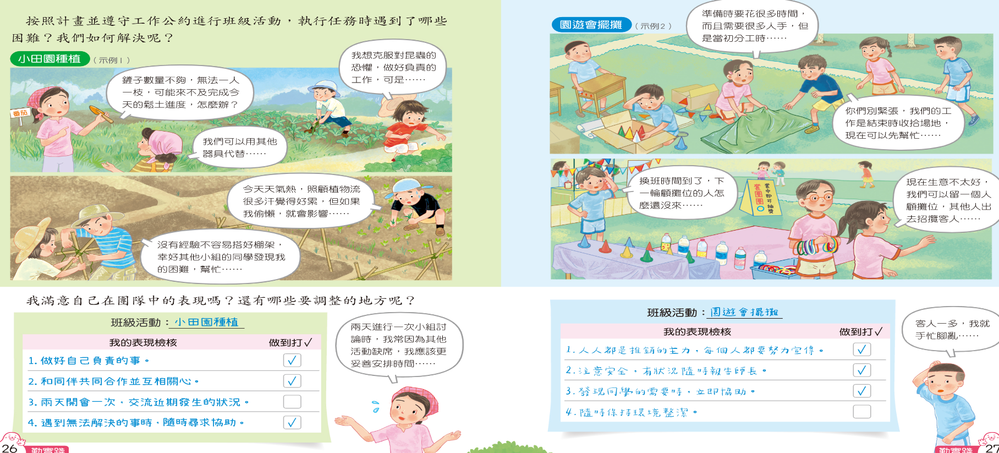 按照計畫並遵守工作公約進行班級活動，執行任務時遇到了哪些
困難？我們如何解決呢？
小田園種植（示例1）
鏟子數量不夠，無法一人
一枝，可能來不及完成今
天的鬆土進度，怎麼辦？
我想克服對昆蟲的
恐懼，做好負責的
工作，可是……
番茄
我們可以用其他
器具代替……
今天天氣熱，照顧植物流
很多汗覺得好累，但如果
我偷懶，就會影響……
沒有經驗不容易搭好棚架，
幸好其他小組的同學發現我
的困難，幫忙……
我滿意自己在團隊中的表現嗎？還有哪些要調整的地方呢？
班級活動：小田園種植
我的表現檢核 做到打✓
1. 做好自己負責的事。 ✓
2. 和同伴共同合作並互相關心。 ✓
3. 兩天開會一次，交流近期發生的狀況。
4. 遇到無法解決的事時，隨時尋求協助。 ✓
兩天進行一次小組討
論時，我常因為其他
活動缺席，我應該更
妥善安排時間……
26 勤實踐
園遊會擺攤（示例2）
準備時要花很多時間，
而且需要很多人手，但
是當初分工時……
你們別緊張，我們的工
作是結束時收拾場地，
現在可以先幫忙……
換班時間到了，下
一輪顧攤位的人怎
麼還沒來……
套圈圈
套中即可抽獎
現在生意不太好，
我們可以留一個人
顧攤位，其他人出
去招攬客人……
班級活動：園遊會擺攤
我的表現檢核 做到打✓
1. 人人都是推銷的主力，每個人都要努力宣傳。 ✓
2. 注意安全，有狀況隨時報告師長。 ✓
3. 發現同學的需要時，立即協助。 ✓
4. 隨時保持環境整潔。
客人一多，我就
手忙腳亂……
勤實踐 27